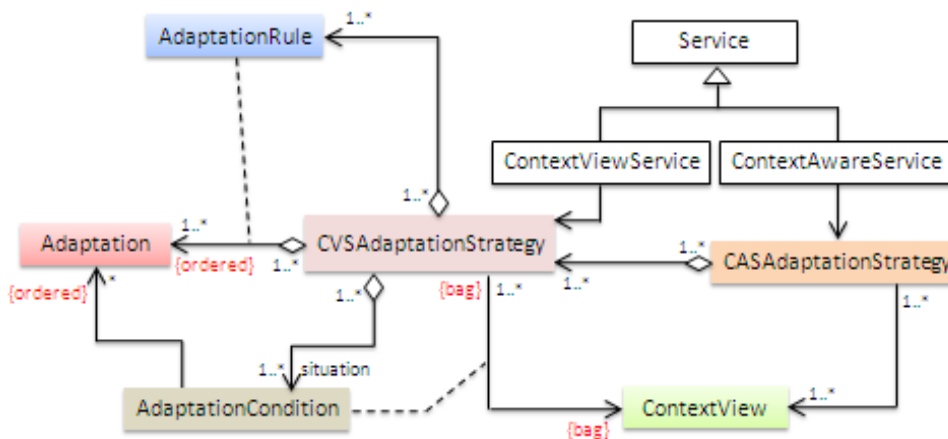 1..*
AdaptationRule
Service
ContextViewService
ContextAwareService
1..*
1..*
Adaptation
CVSAdaptationStrategy
1..*
CASAdaptationStrategy
{ordered}
1..*
*
{ordered}
1..*
{bag}
1..*
1..*
1..*
1..*
situation
AdaptationCondition
ContextView
1..*
{bag}